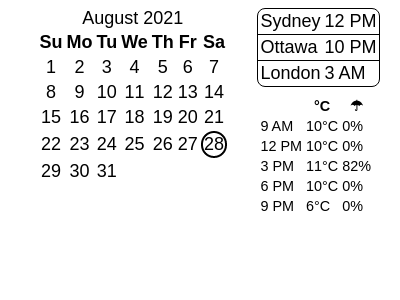 August 2021
Su Mo Tu We Th Fr Sa
1 2 3 4 5 6 7
8 9 10 11 12 13 14
15 16 17 18 19 20 21
22 23 24 25 26 27 28
29 30 31
Sydney 12 PM
Ottawa 10 PM
London 3 AM
°C ☂
9 AM 10°C 0%
12 PM 10°C 0%
3 PM 11°C 82%
6 PM 10°C 0%
9 PM 6°C 0%